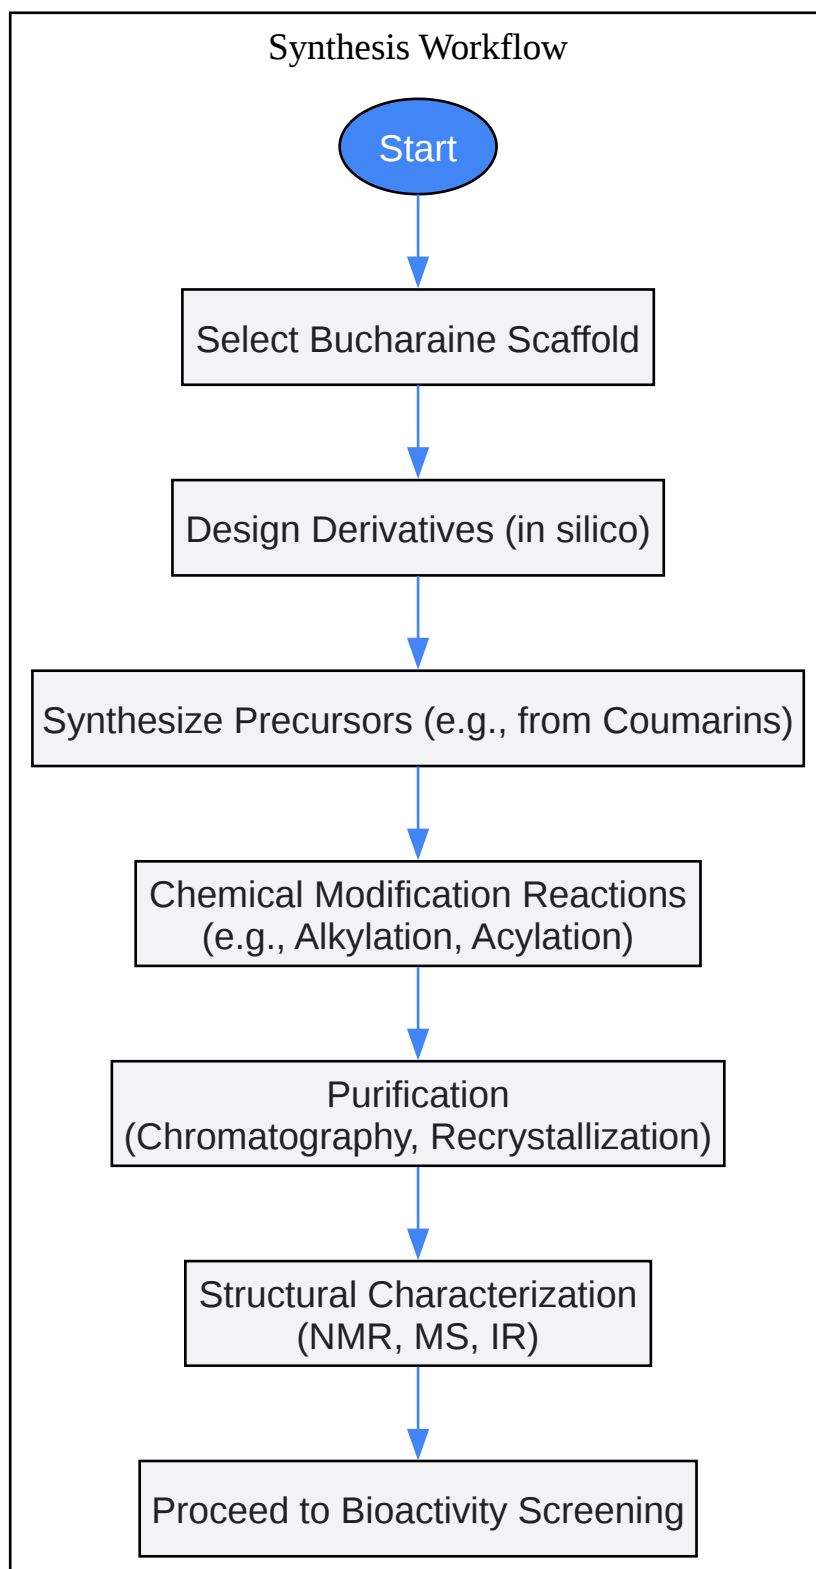 Synthesis Workflow
Start
Select Bucharaine Scaffold
Design Derivatives (in silico)
Synthesize Precursors (e.g., from Coumarins)
Chemical Modification Reactions
(e.g., Alkylation, Acylation)
Purification
(Chromatography, Recrystallization)
Structural Characterization
(NMR, MS, IR)
Proceed to Bioactivity Screening